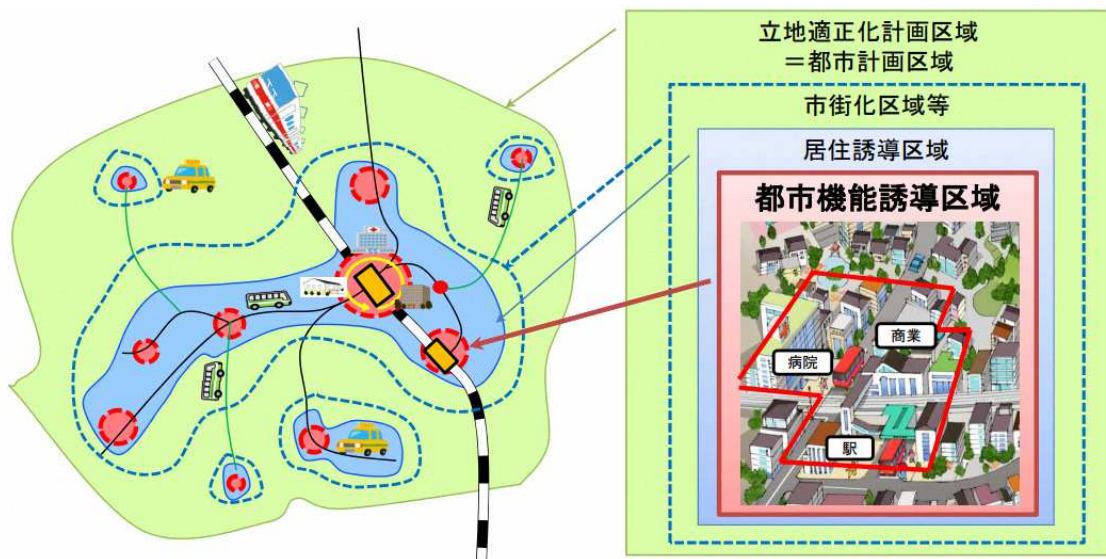 立地適正化計画区域
＝都市計画区域
市街化区域等
居住誘導区域
都市機能誘導区域
商業
病院
駅